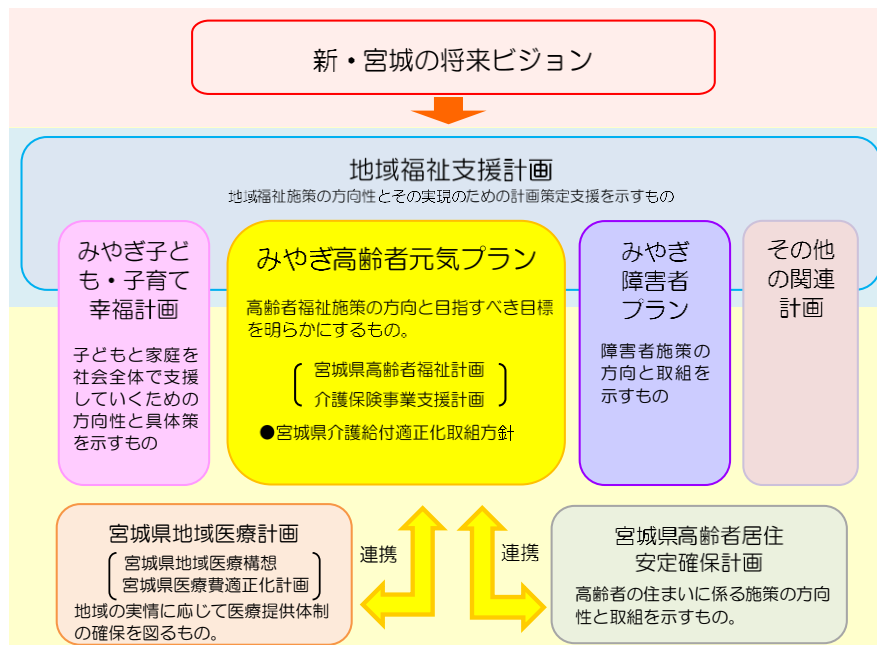 新・宮城の将来ビジョン
地域福祉支援計画
地域福祉施策の方向性とその実現のための計画策定支援を示すもの
みやぎ子ど
も・子育て
幸福計画
子どもと家庭を
社会全体で支援
していくための
方向性と具体策
を示すもの
みやぎ高齢者元気プラン
高齢者福祉施策の方向と目指すべき目標
を明らかにするもの。
宮城県高齢者福祉計画
介護保険事業支援計画
●宮城県介護給付適正化取組方針
みやぎ
障害者
プラン
障害者施策の
方向と取組を
示すもの
その他
の関連
計画
宮城県地域医療計画
宮城県地域医療構想
宮城県医療費適正化計画
地域の実情に応じて医療提供体制
の確保を図るもの。
連携
連携
宮城県高齢者居住
安定確保計画
高齢者の住まいに係る施策の方向
性と取組を示すもの。